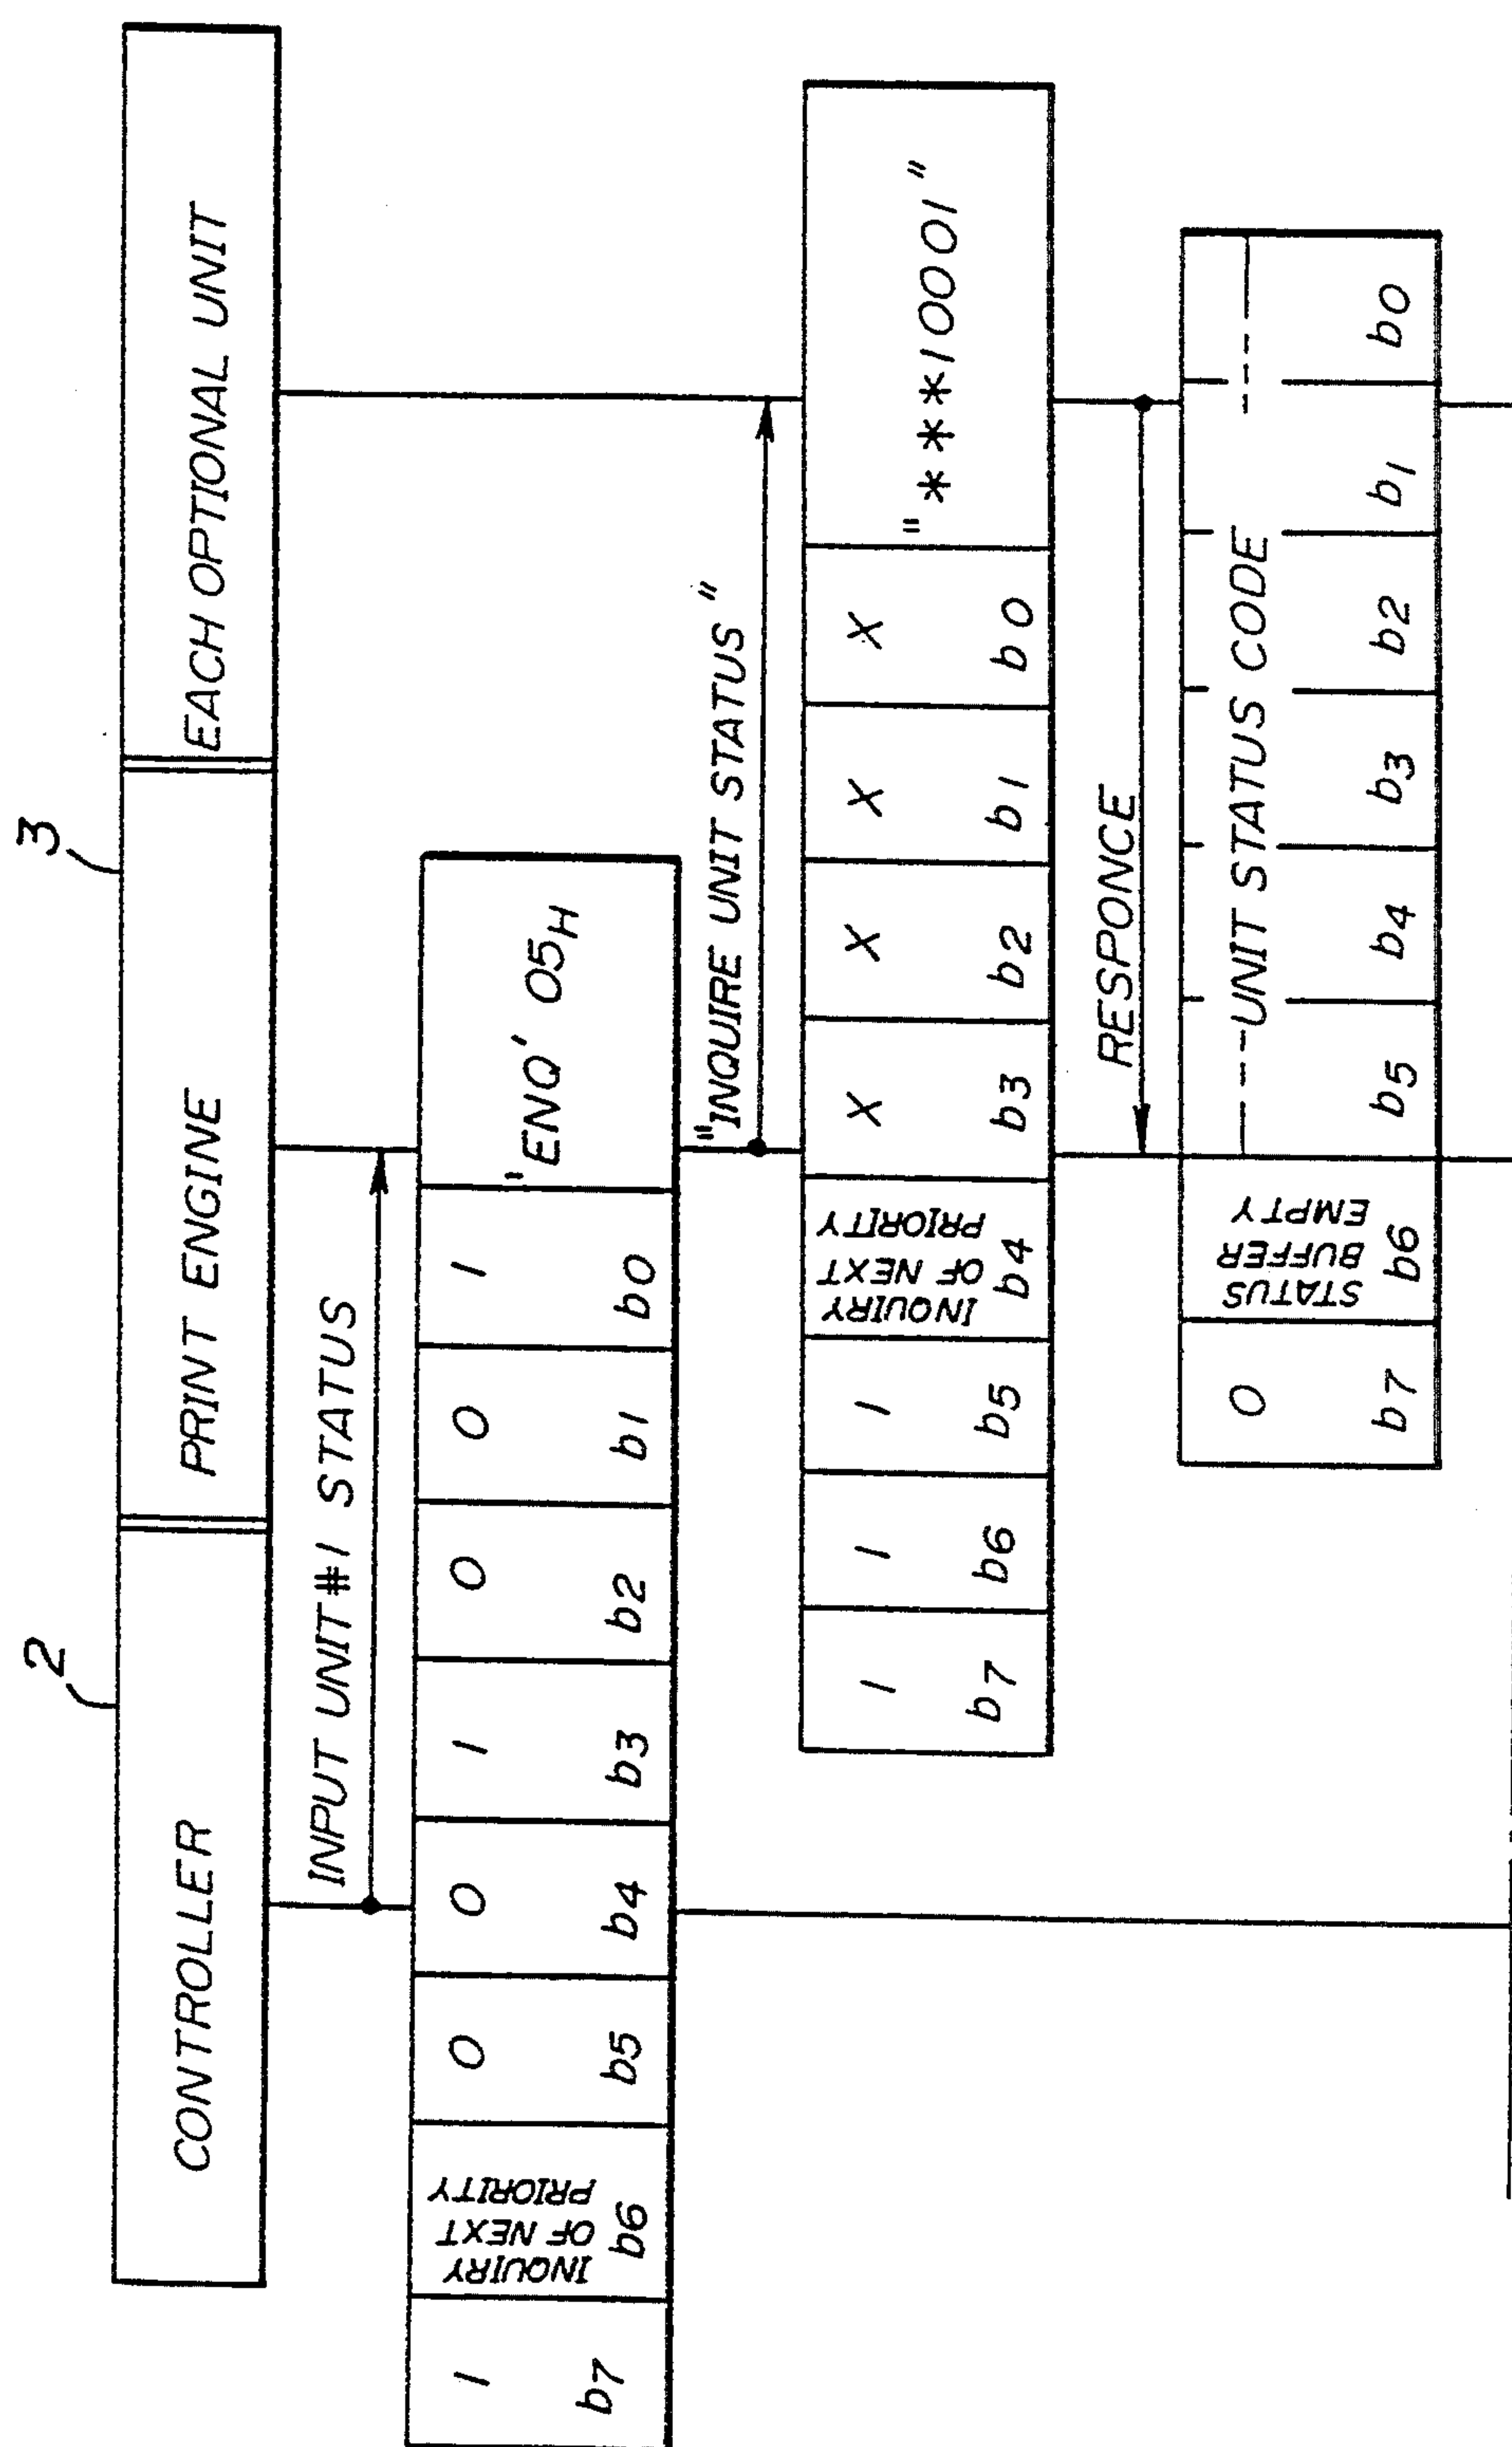 2
3
CONTROLLER
PRINT ENGINE
EACH OPTIONAL UNIT
INPUT UNIT #1 STATUS
1 0 0 1 0 0 1 'ENQ' 05H
INQUIRY
OF NEXT
PRIORITY
b7 b6 b5 b4 b3 b2 b1 b0
"INQUIRE UNIT STATUS"
1 1 1 X X X X "***10001"
INQUIRY
OF NEXT
PRIORITY
b7 b6 b5 b4 b3 b2 b1 b0
RESPONCE
0 UNIT STATUS CODE
STATUS
BUFFER
EMPTY
b7 b6 b5 b4 b3 b2 b1 b0